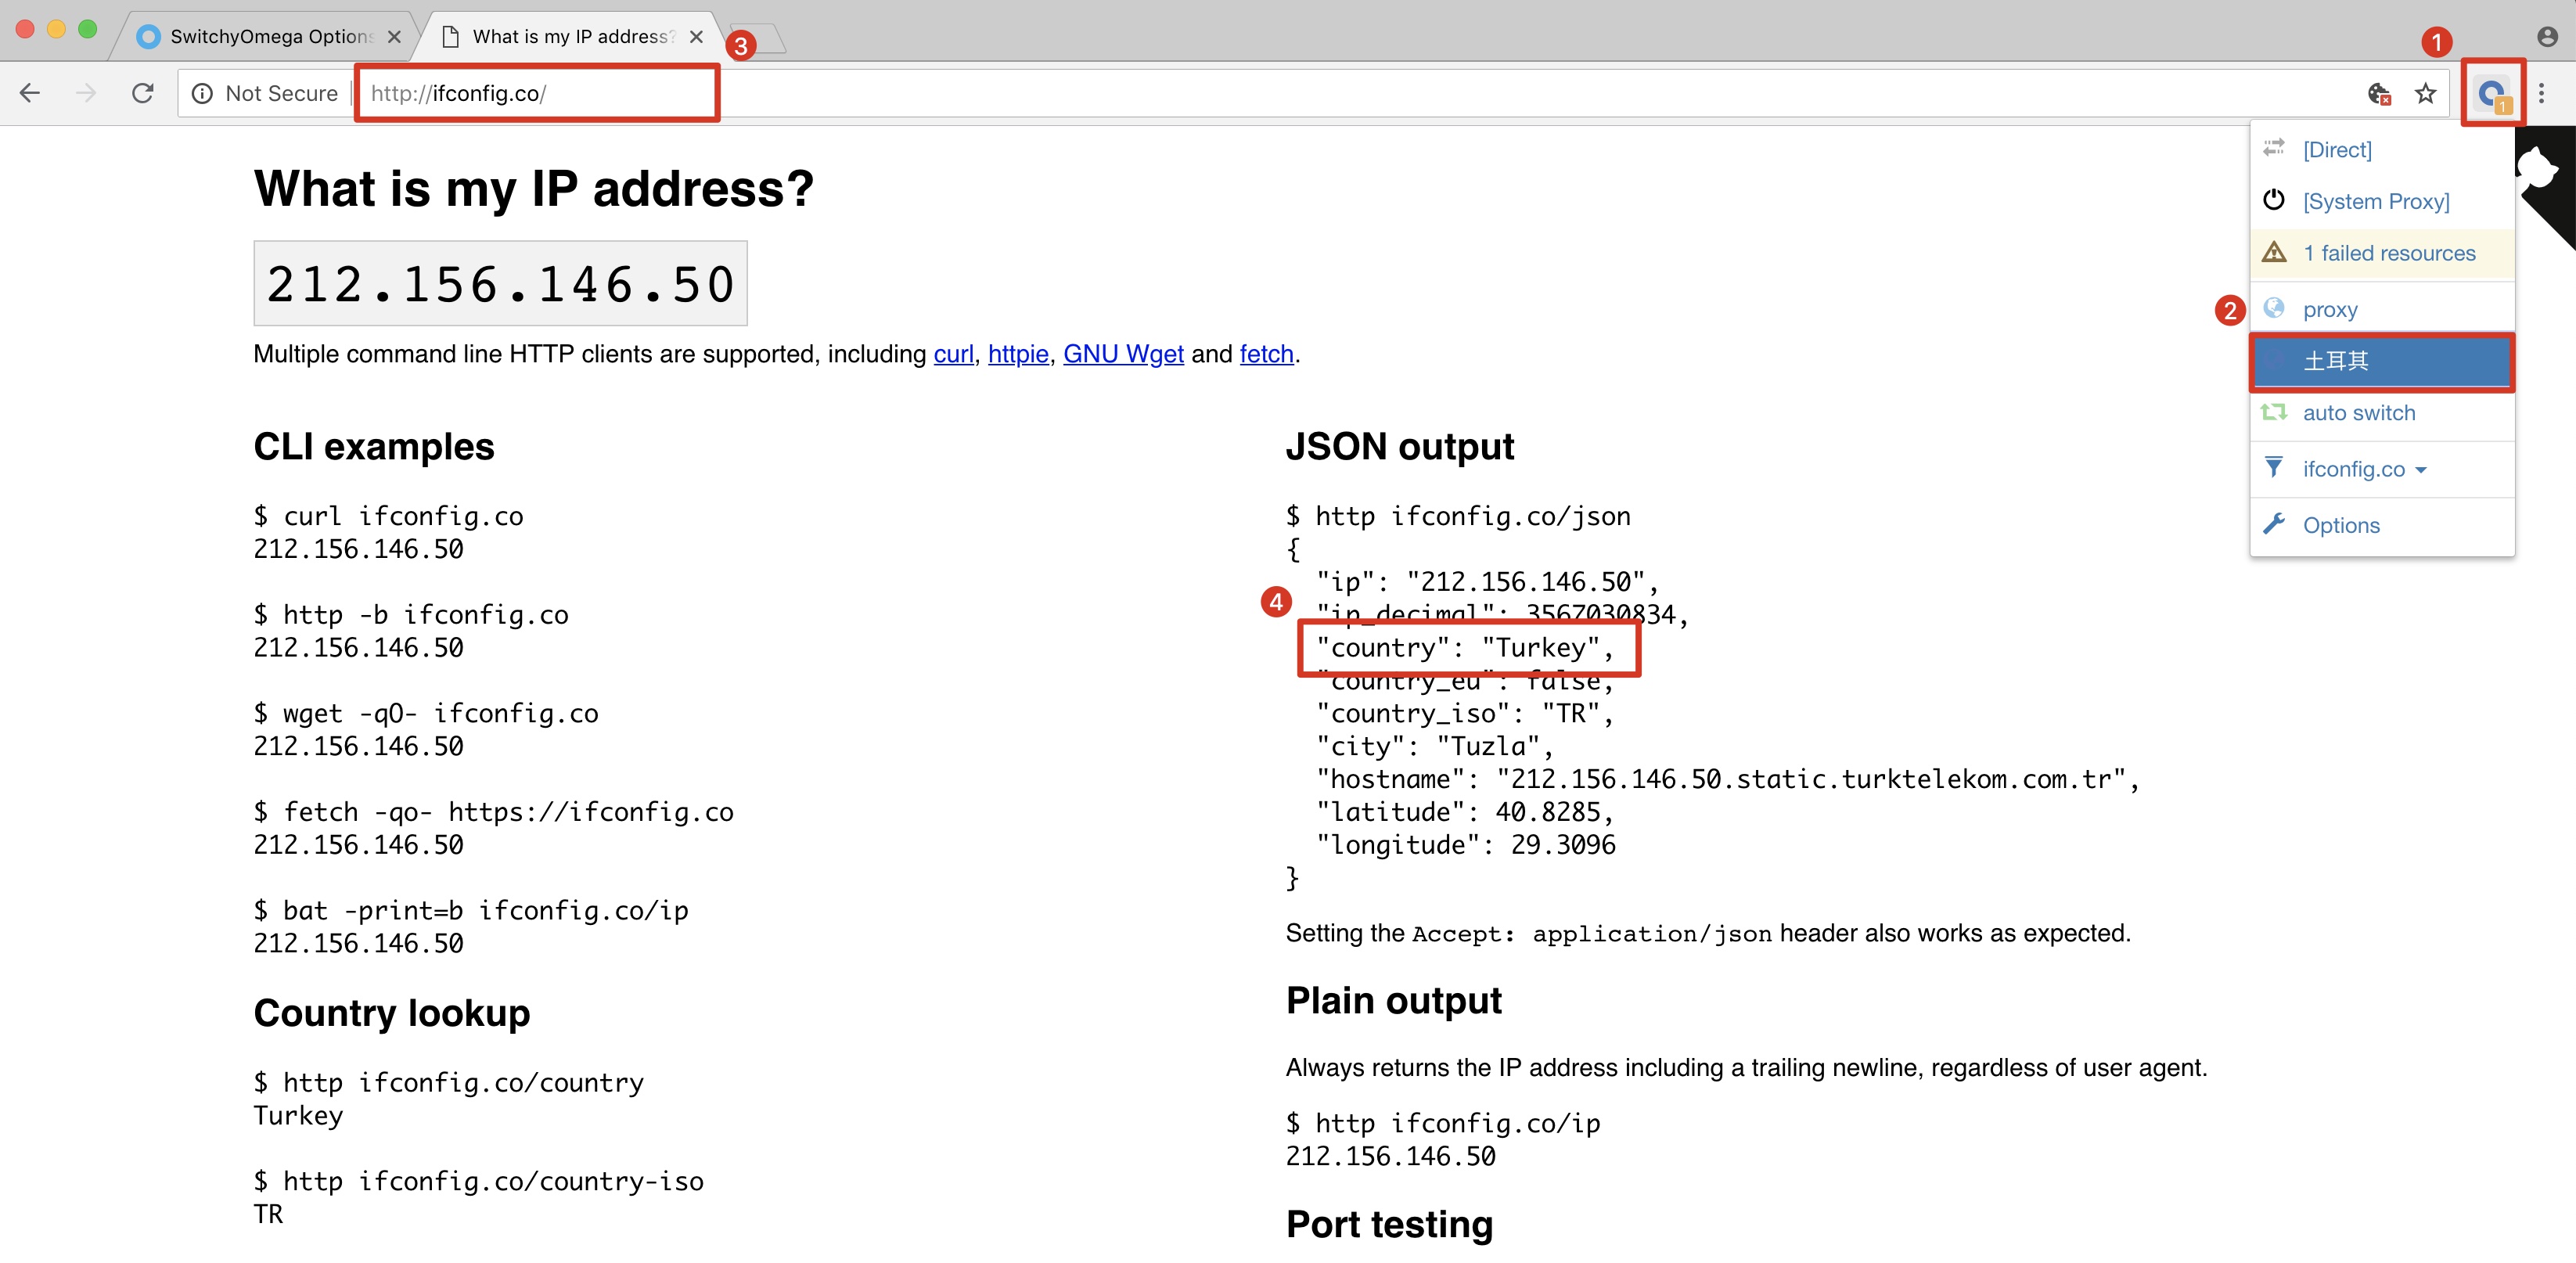 SwitchyOmega Options
What is my IP address?
3
1
Not Secure
http://ifconfig.co/
1
[Direct]
[System Proxy]
1 failed resources
2
proxy
土耳其
auto switch
ifconfig.co
Options
What is my IP address?
212.156.146.50
Multiple command line HTTP clients are supported, including curl, httpie, GNU Wget and fetch.
CLI examples
$ curl ifconfig.co
212.156.146.50
$ http -b ifconfig.co
212.156.146.50
$ wget -qO- ifconfig.co
212.156.146.50
$ fetch -qo- https://ifconfig.co
212.156.146.50
$ bat -print=b ifconfig.co/ip
212.156.146.50
Country lookup
$ http ifconfig.co/country
Turkey
$ http ifconfig.co/country-iso
TR
JSON output
$ http ifconfig.co/json
{
"ip": "212.156.146.50",
4
"ip_decimal": 3567030834,
"country": "Turkey",
"country_eu": false,
"country_iso": "TR",
"city": "Tuzla",
"hostname": "212.156.146.50.static.turktelekom.com.tr",
"latitude": 40.8285,
"longitude": 29.3096
}
Setting the Accept: application/json header also works as expected.
Plain output
Always returns the IP address including a trailing newline, regardless of user agent.
$ http ifconfig.co/ip
212.156.146.50
Port testing